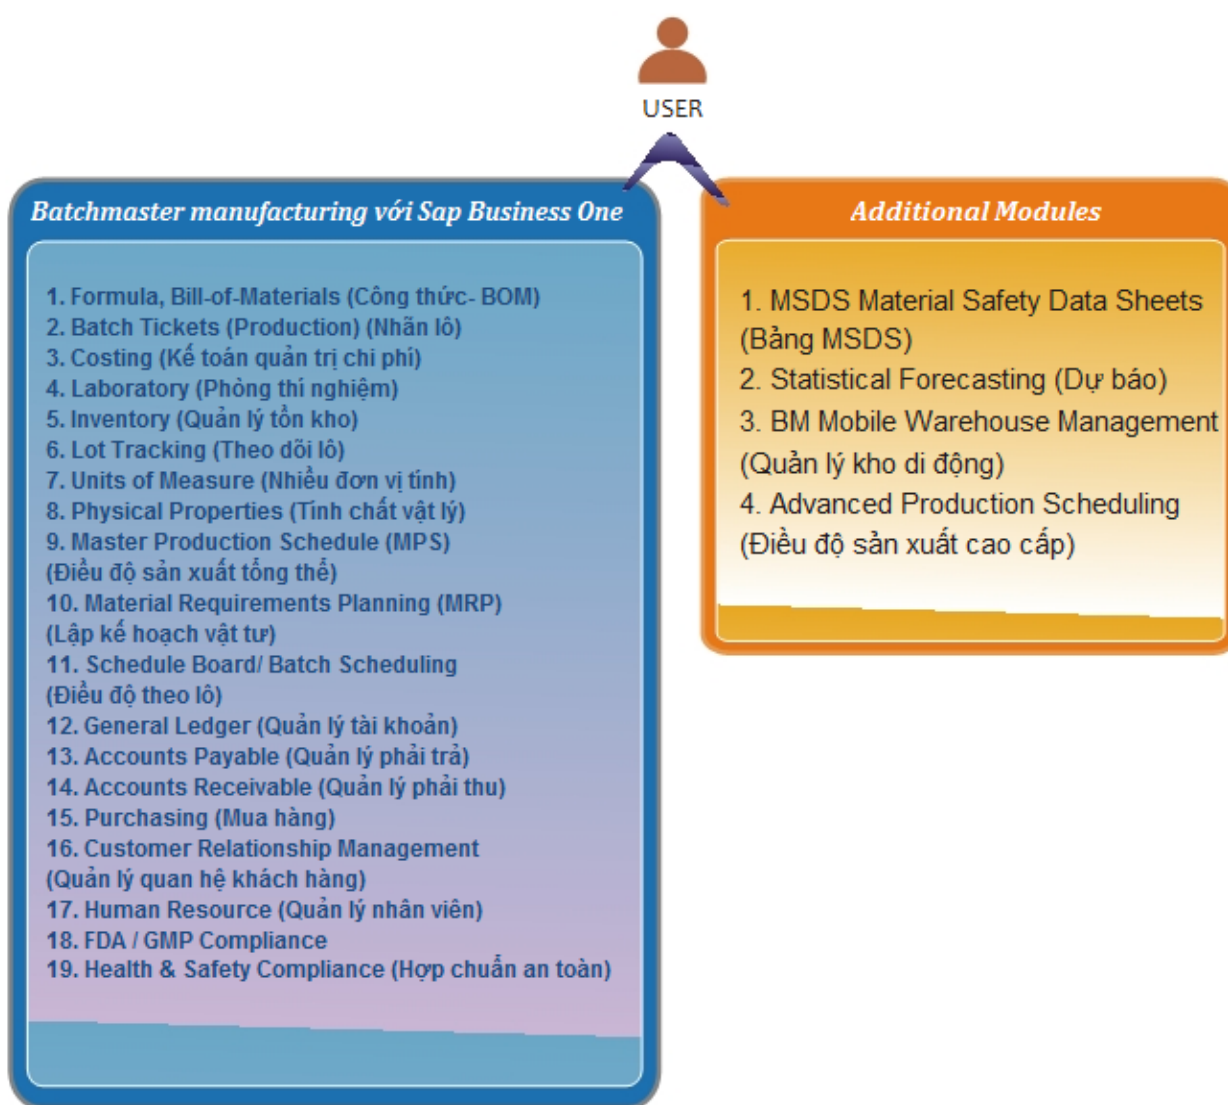 USER
Batchmaster manufacturing với Sap Business One
1. Formula, Bill-of-Materials (Công thức- BOM)
2. Batch Tickets (Production) (Nhãn lô)
3. Costing (Kế toán quản trị chi phí)
4. Laboratory (Phòng thí nghiệm)
5. Inventory (Quản lý tồn kho)
6. Lot Tracking (Theo dõi lô)
7. Units of Measure (Nhiều đơn vị tính)
8. Physical Properties (Tính chất vật lý)
9. Master Production Schedule (MPS)
(Điều độ sản xuất tổng thể)
10. Material Requirements Planning (MRP)
(Lập kế hoạch vật tư)
11. Schedule Board/ Batch Scheduling
(Điều độ theo lô)
12. General Ledger (Quản lý tài khoản)
13. Accounts Payable (Quản lý phải trả)
14. Accounts Receivable (Quản lý phải thu)
15. Purchasing (Mua hàng)
16. Customer Relationship Management
(Quản lý quan hệ khách hàng)
17. Human Resource (Quản lý nhân viên)
18. FDA / GMP Compliance
19. Health & Safety Compliance (Hợp chuẩn an toàn)
Additional Modules
1. MSDS Material Safety Data Sheets
(Bảng MSDS)
2. Statistical Forecasting (Dự báo)
3. BM Mobile Warehouse Management
(Quản lý kho di động)
4. Advanced Production Scheduling
(Điều độ sản xuất cao cấp)